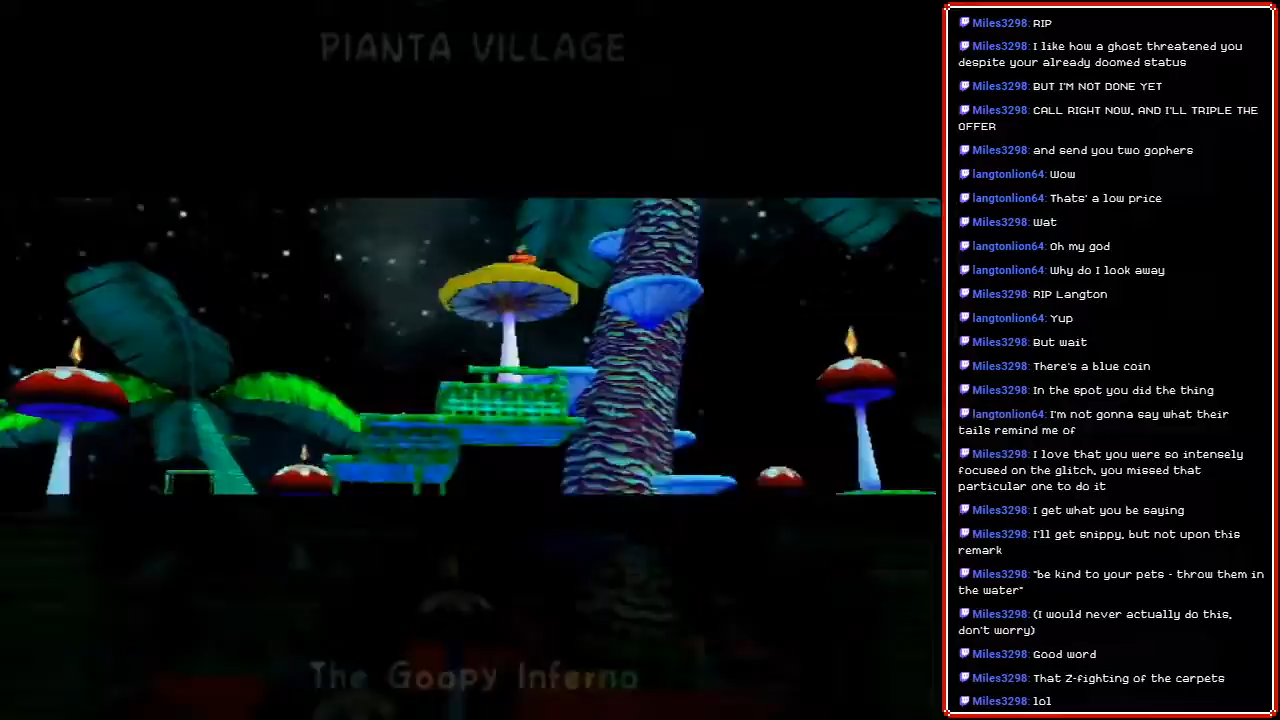 PIANTA VILLAGE
The Goopy Inferno
Miles3298: RIP
Miles3298: I like how a ghost threatened you
despite your already doomed status
Miles3298: BUT I'M NOT DONE YET
Miles3298: CALL RIGHT NOW, AND I'LL TRIPLE THE
OFFER
Miles3298: and send you two gophers
langtonlion64: Wow
langtonlion64: Thats' a low price
Miles3298: Wat
langtonlion64: Oh my god
langtonlion64: Why do I look away
Miles3298: RIP Langton
langtonlion64: Yup
Miles3298: But wait
Miles3298: There's a blue coin
Miles3298: In the spot you did the thing
langtonlion64: I'm not gonna say what their
tails remind me of
Miles3298: I love that you were so intensely
focused on the glitch, you missed that
particular one to do it
Miles3298: I get what you be saying
Miles3298: I'll get snippy, but not upon this
remark
Miles3298: "be kind to your pets - throw them in
the water"
Miles3298: (I would never actually do this,
don't worry)
Miles3298: Good word
Miles3298: That Z-fighting of the carpets
Miles3298: lol